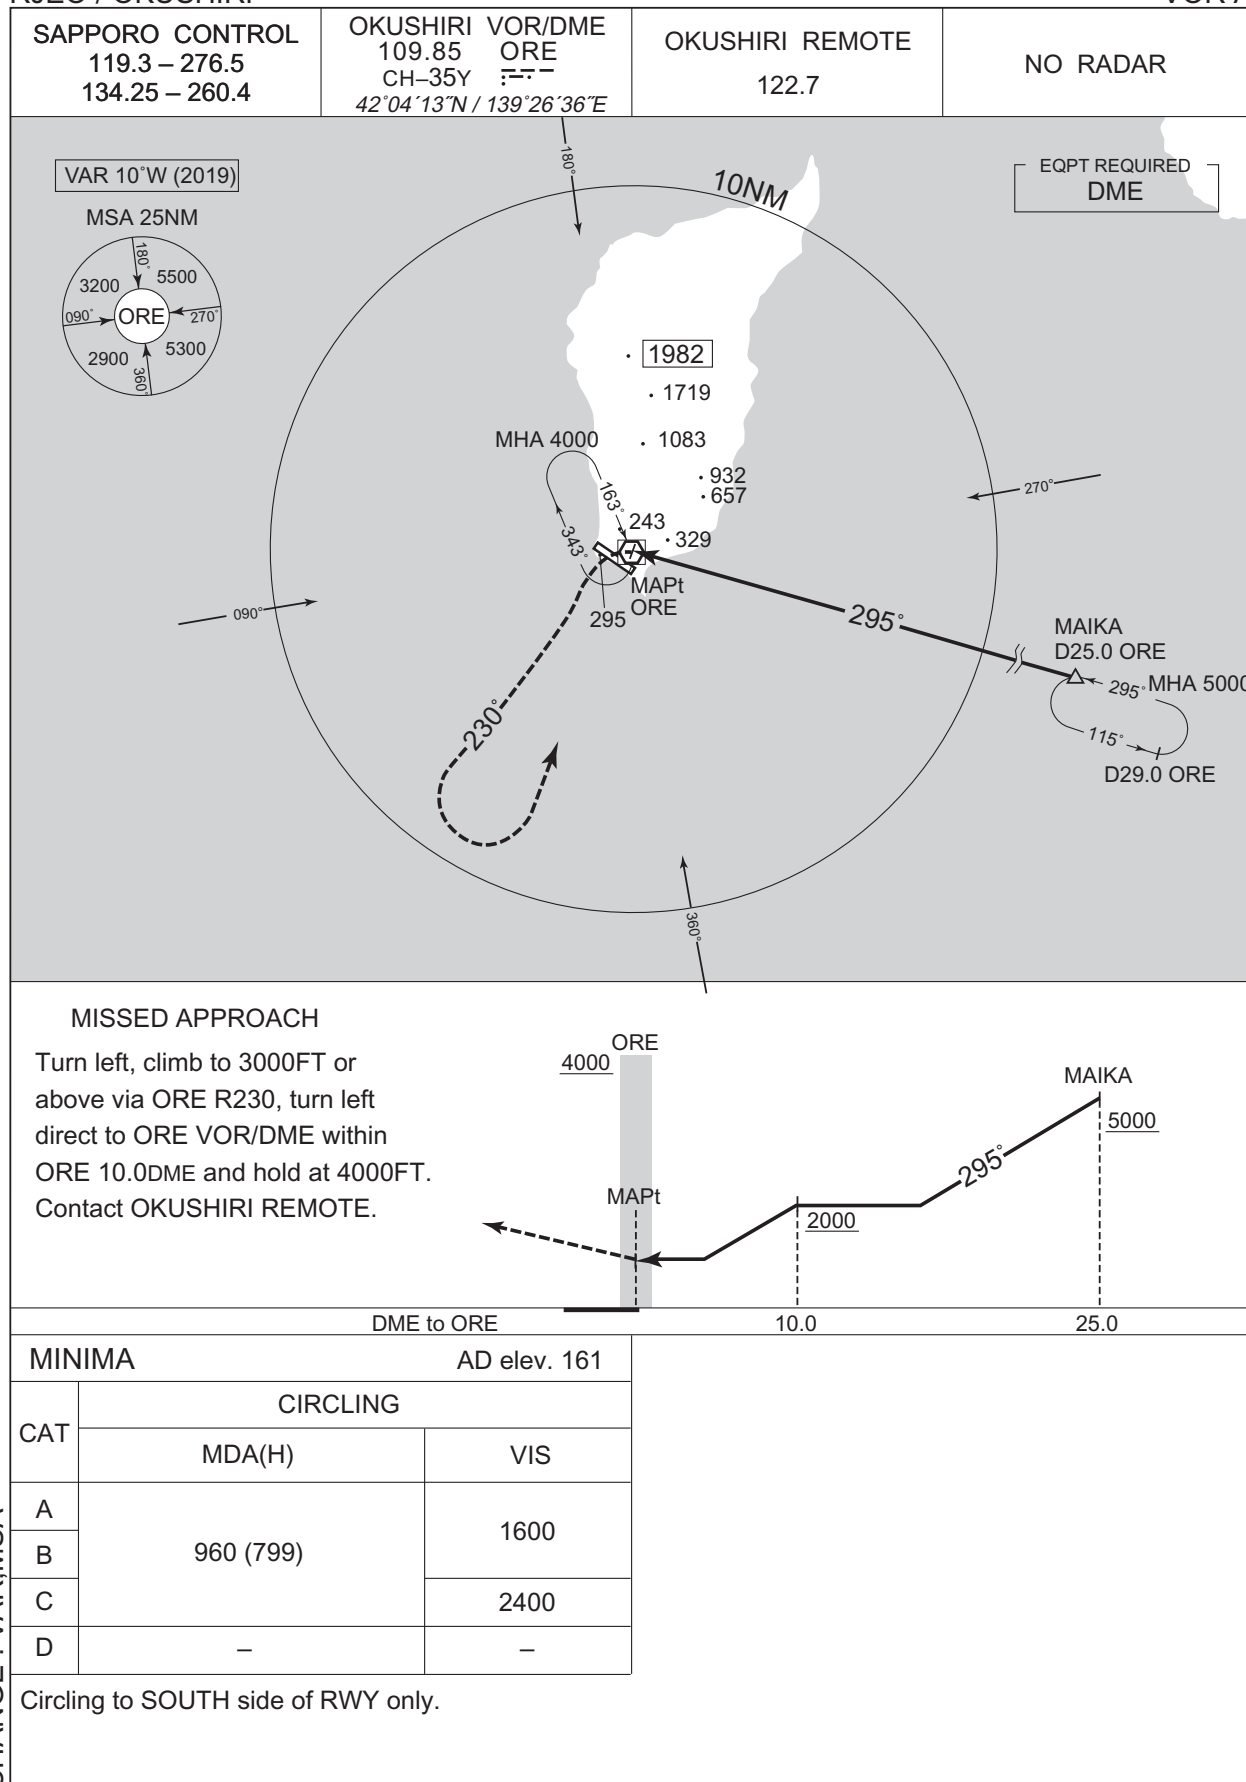 SAPPORO CONTROL
119.3 – 276.5
134.25 – 260.4
OKUSHIRI VOR/DME
109.85 ORE
CH–35Y
42°04´13˝N / 139°26´36˝E
OKUSHIRI REMOTE
122.7
NO RADAR
VAR 10°W (2019)
MSA 25NM
180°
3200
5500
090°
ORE
270°
2900
5300
360°
180°
10NM
EQPT REQUIRED
DME
1982
1719
MHA 4000
1083
932
657
163°
243
343°
329
270°
MAPt
ORE
295
090°
295°
MAIKA
D25.0 ORE
295°
MHA 5000
115°
D29.0 ORE
230°
360°
MISSED APPROACH
Turn left, climb to 3000FT or
above via ORE R230, turn left
direct to ORE VOR/DME within
ORE 10.0DME and hold at 4000FT.
Contact OKUSHIRI REMOTE.
ORE
4000
MAIKA
5000
295°
MAPt
2000
DME to ORE
10.0
25.0
MINIMA
AD elev. 161
CAT
CIRCLING
MDA(H)
VIS
A
B
960 (799)
1600
C
2400
D
–
–
Circling to SOUTH side of RWY only.